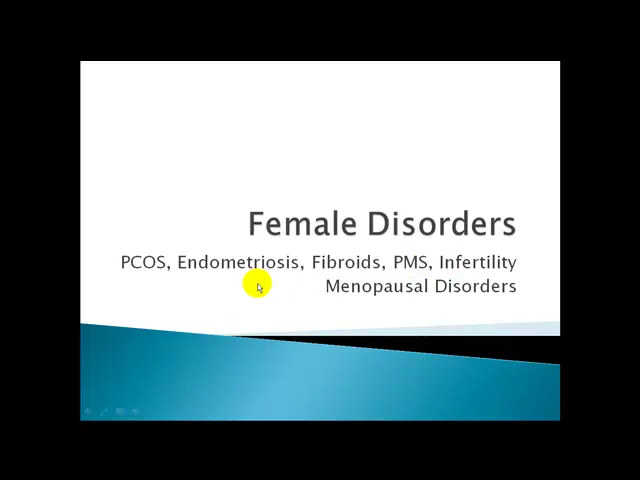 Female Disorders
PCOS, Endometriosis, Fibroids, PMS, Infertility
Menopausal Disorders